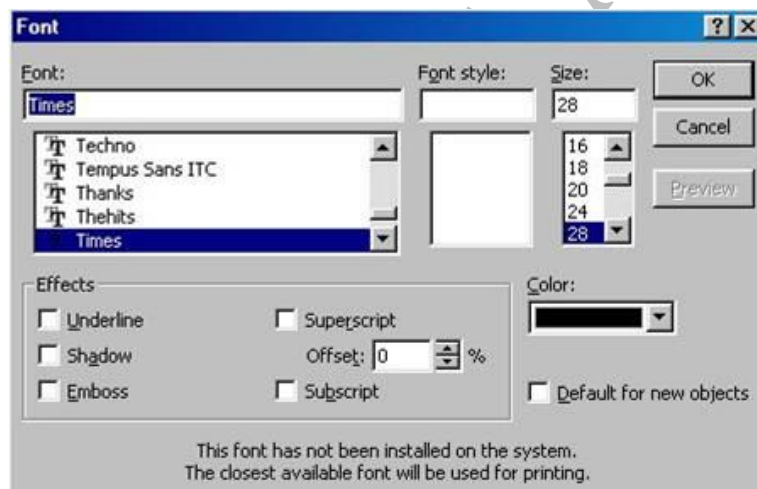 Font
Font:
Font style:
Size:
OK
Times
28
Cancel
Techno
Tempus Sans ITC
Thanks
Thehits
Times
16
18
20
24
28
Preview
Effects
Color:
Underline
Superscript
Shadow
Offset: 0 %
Emboss
Subscript
Default for new objects
This font has not been installed on the system.
The closest available font will be used for printing.